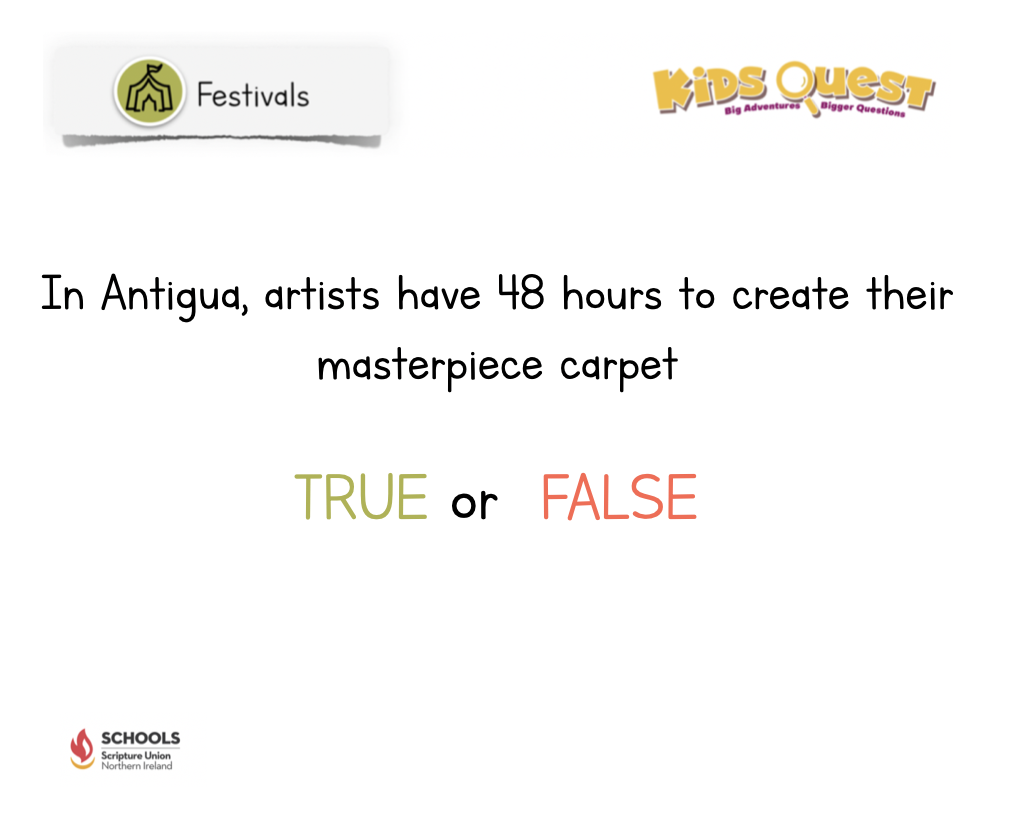 Festivals
KiDS QUEST
Big Adventures Bigger Questions
In Antigua, artists have 48 hours to create their
masterpiece carpet
TRUE or FALSE
SCHOOLS
Scripture Union
Northern Ireland